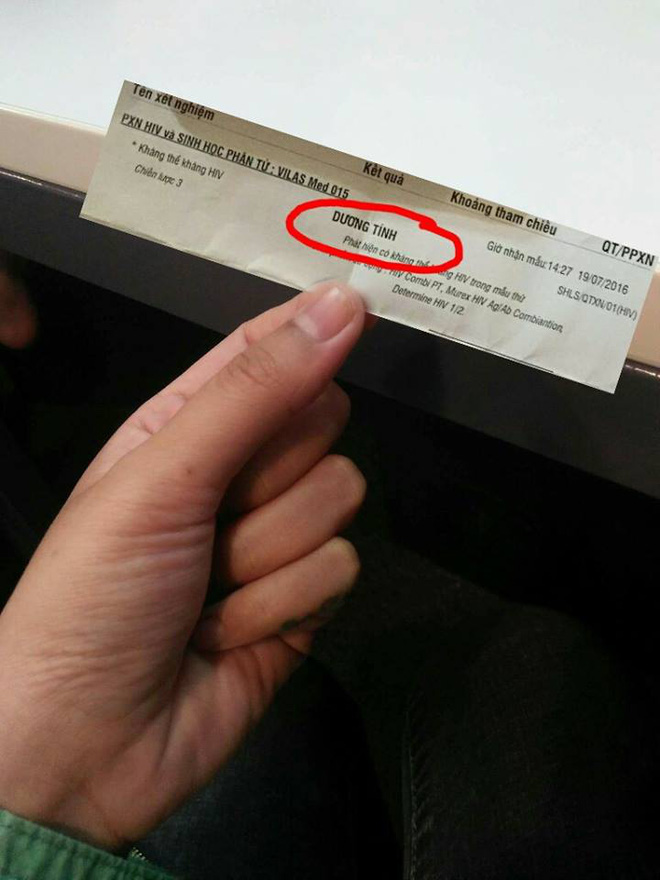 Tên xét nghiệm
Kết quả
Khoảng tham chiếu
QT/PPXN
PXN HIV và SINH HỌC PHÂN TỬ : VILAS Med 015
Giờ nhận mẫu:14:27 19/07/2016
* Kháng thể kháng HIV
DƯƠNG TÍNH
SHLS/QTXN/01(HIV)
Chiến lược 3
Phát hiện có kháng thể kháng HIV trong mẫu thử
: HIV Combi PT, Murex HIV Ag/Ab Combiantion,
Determine HIV 1/2.